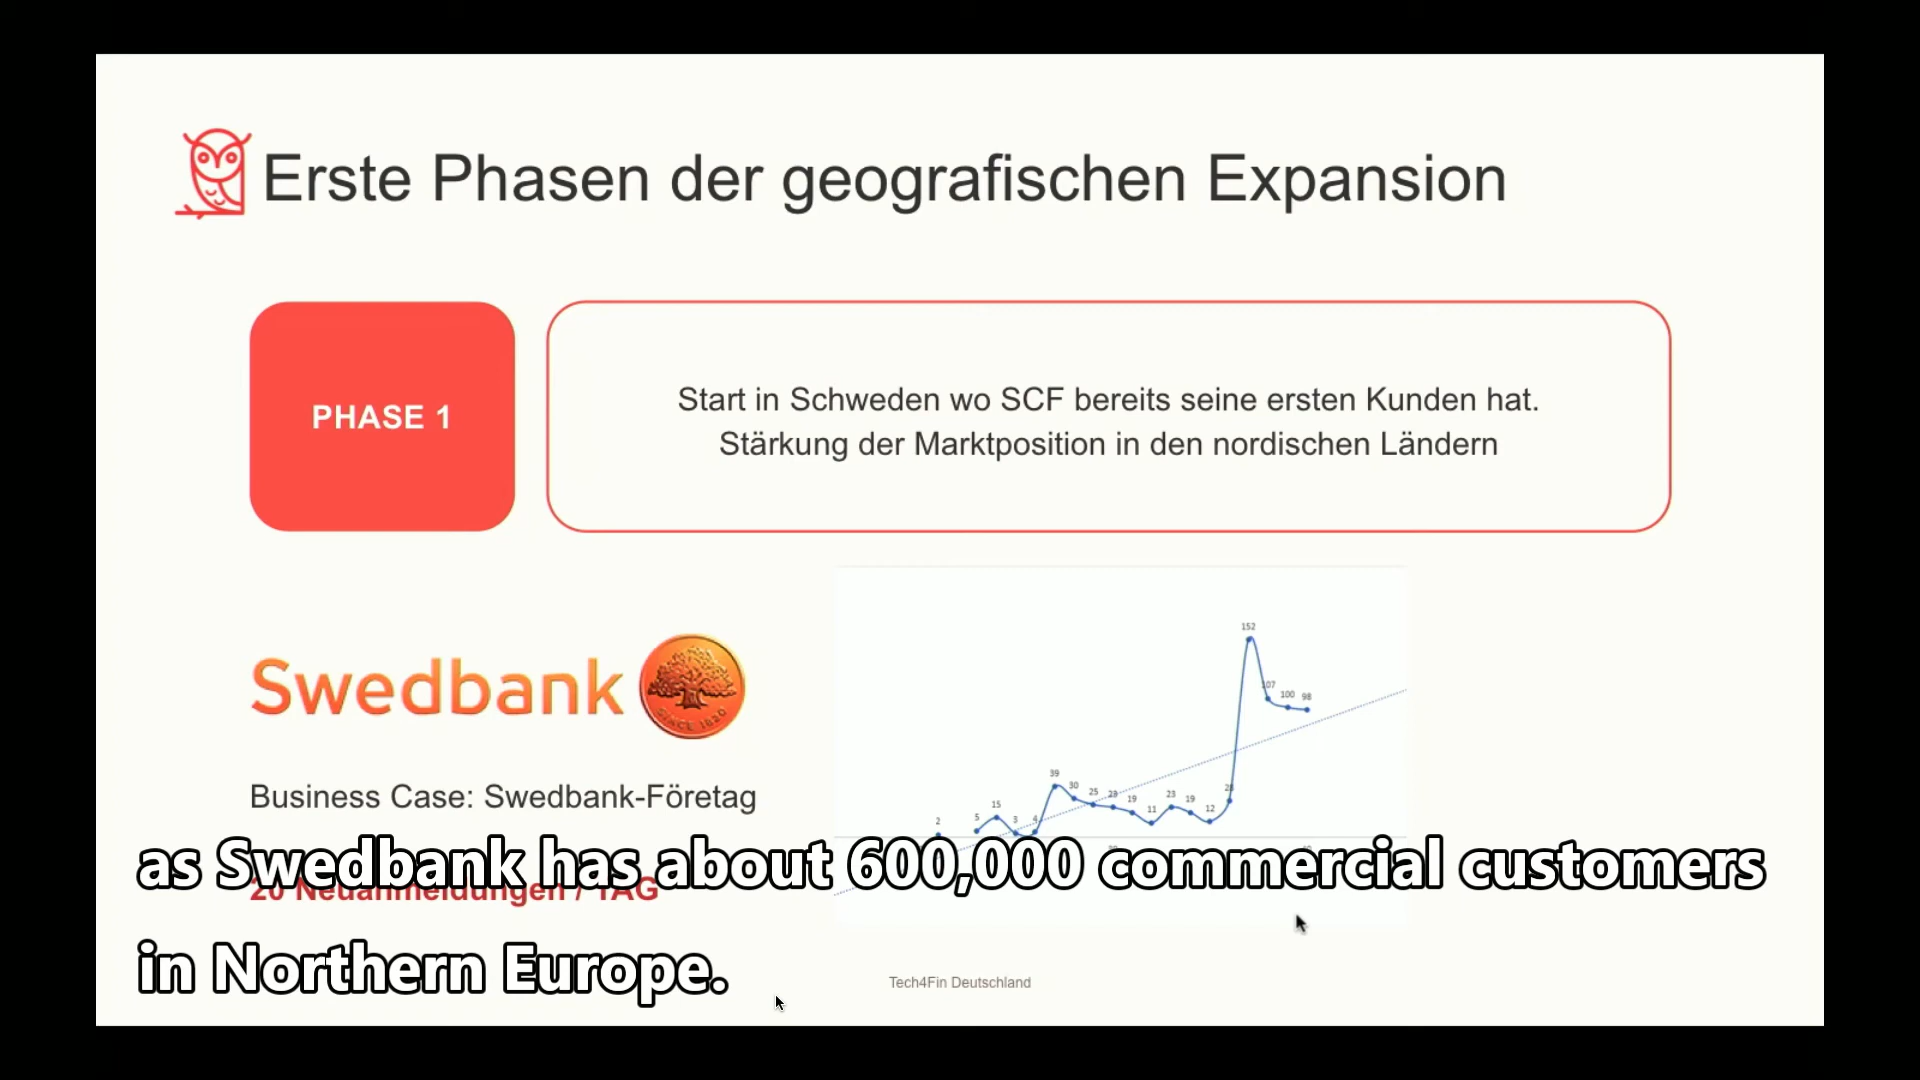 Erste Phasen der geografischen Expansion
PHASE 1
Start in Schweden wo SCF bereits seine ersten Kunden hat.
Stärkung der Marktposition in den nordischen Ländern
Swedbank
SINCE 1820
Business Case: Swedbank-Företag
20 Neuanmeldungen / TAG
2
5
15
3
4
39
30
25
19
11
23
19
12
152
107
100
98
as Swedbank has about 600,000 commercial customers
in Northern Europe.
Tech4Fin Deutschland